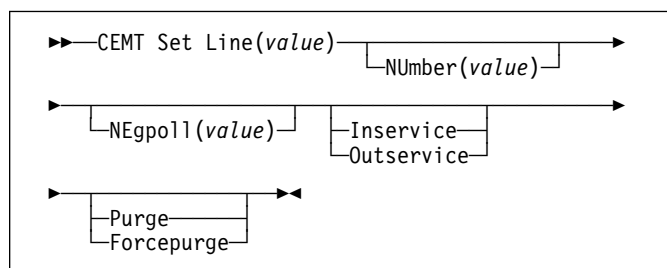 CEMT Set Line(value)
NUmber(value)
NEgpoll(value)
Inservice
Outservice
Purge
Forcepurge